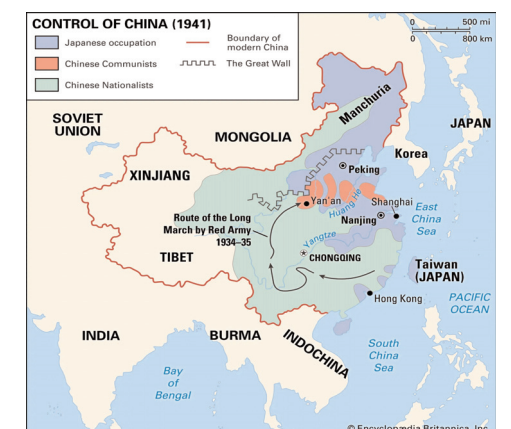 CONTROL OF CHINA (1941)
Japanese occupation
Chinese Communists
Chinese Nationalists
Boundary of
modern China
The Great Wall
0 500 mi
0 800 km
SOVIET
UNION
MONGOLIA
Manchuria
JAPAN
Korea
XINJIANG
Peking
Yan'an
Huang He
Shanghai
East
China
Sea
Nanjing
Route of the Long
March by Red Army
1934–35
Yangtze
CHONGQING
TIBET
Taiwan
(JAPAN)
Hong Kong
PACIFIC
OCEAN
INDIA
BURMA
INDOCHINA
South
China
Sea
Bay
of
Bengal
© Encyclopædia Britannica, Inc.